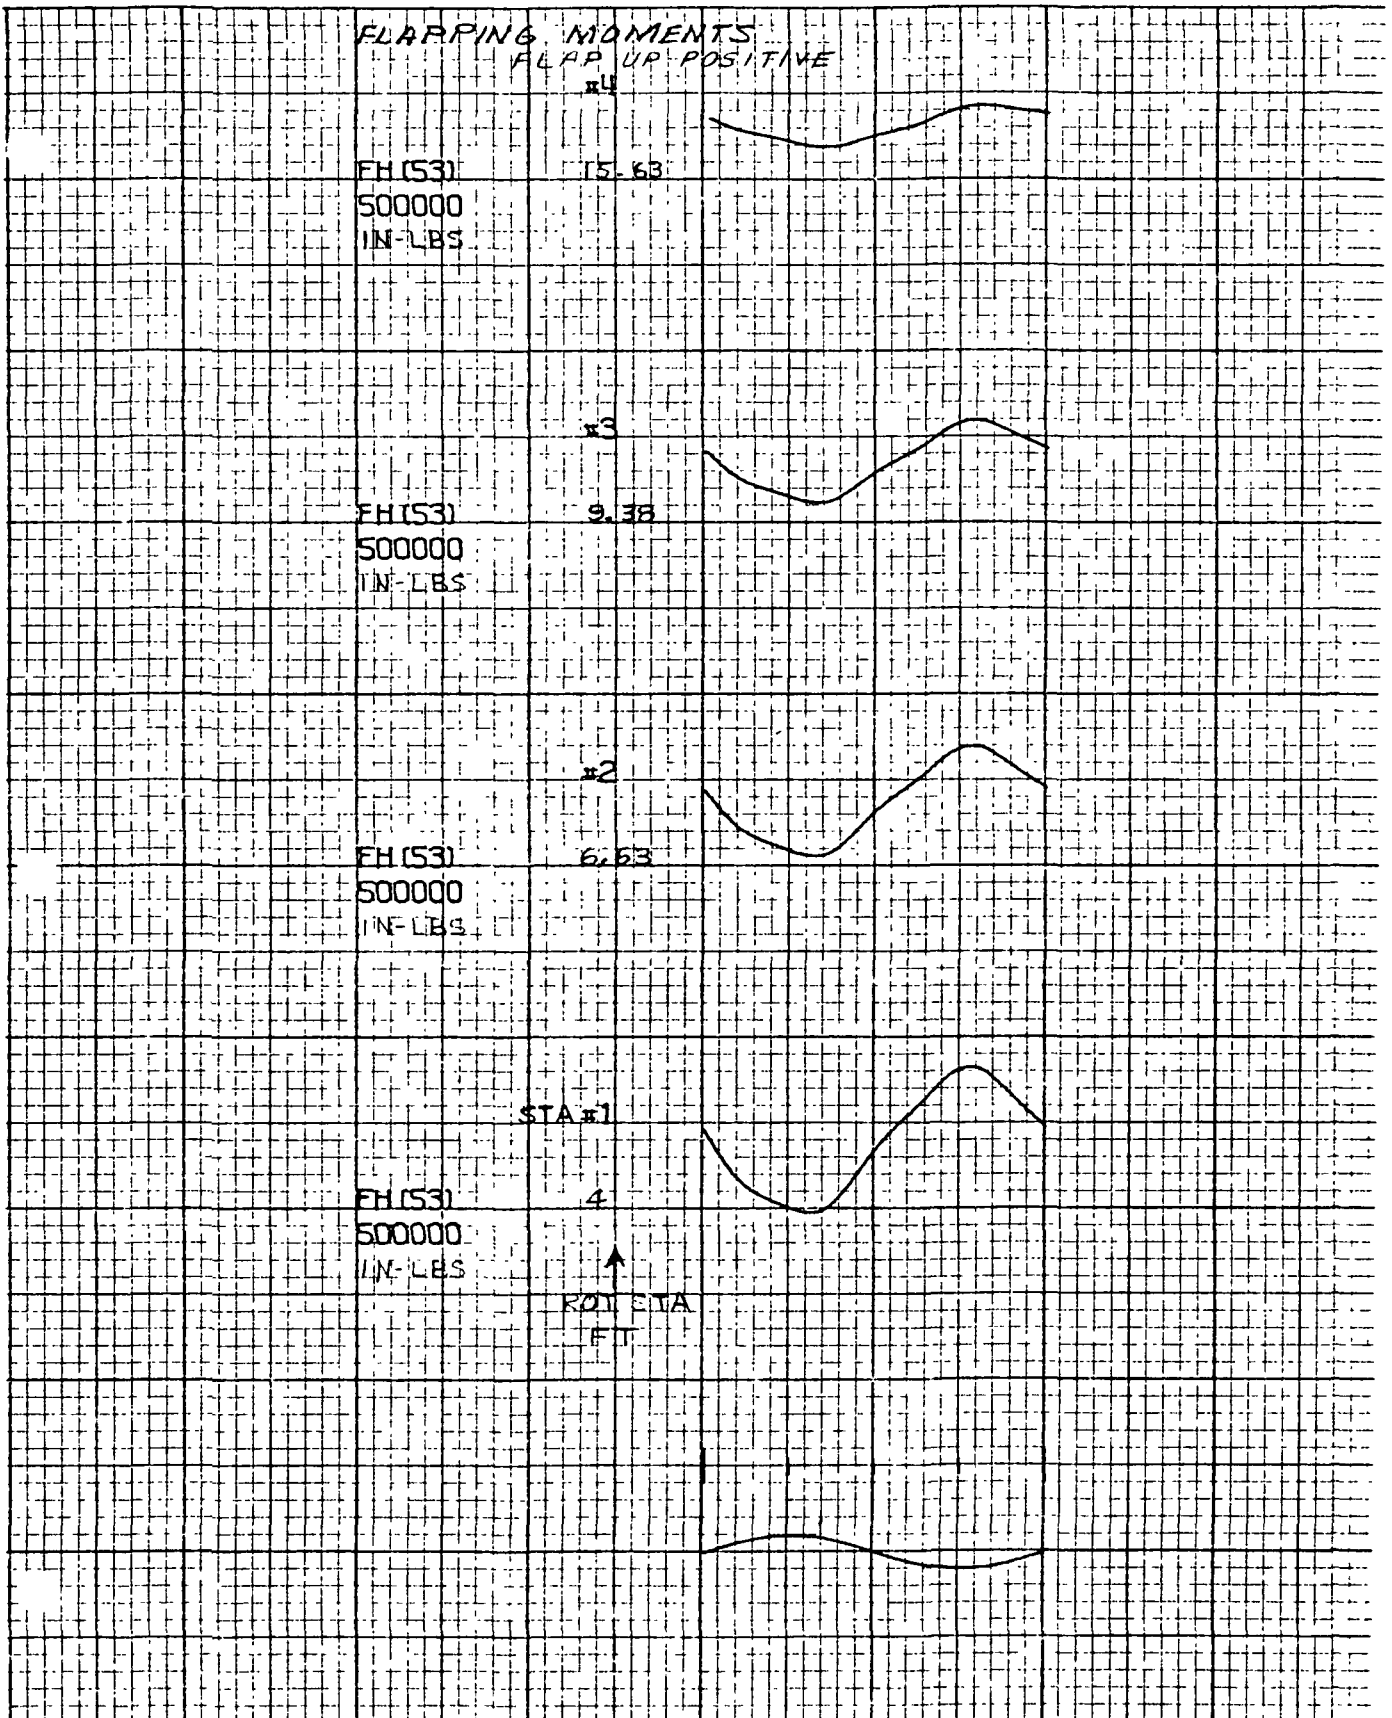 FLAPPING MOMENTS
FLAP UP POSITIVE
#4
FH(53) 15.63
500000
IN-LBS
#3
FH(53) 9.38
500000
IN-LBS
#2
FH(53) 6.63
500000
IN-LBS
STA #1
FH(53) 4
500000
IN-LBS
ROT STA
FT